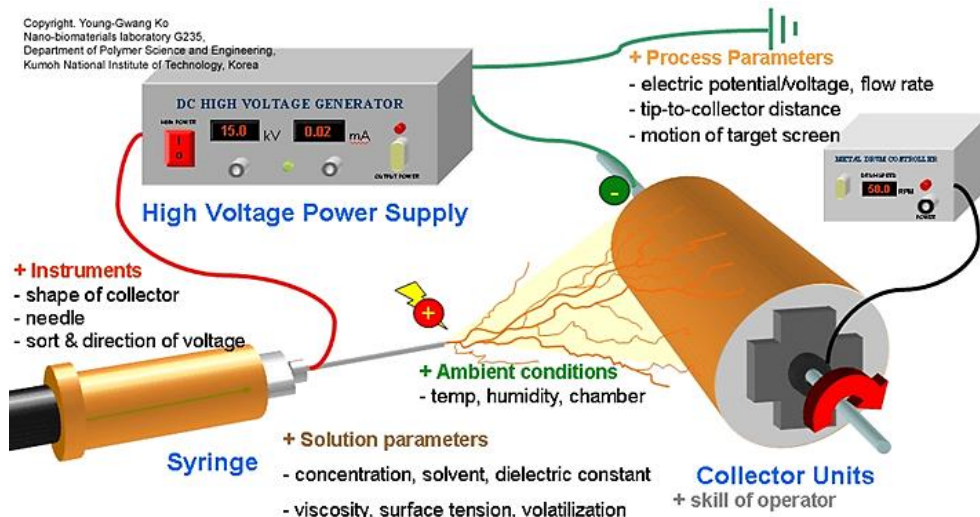 Copyright. Young-Gwang Ko
Nano-biomaterials laboratory G235,
Department of Polymer Science and Engineering,
Kumoh National Institute of Technology, Korea
+ Process Parameters
- electric potential/voltage, flow rate
- tip-to-collector distance
- motion of target screen
DC HIGH VOLTAGE GENERATOR
MAIN POWER
I
O
15.0 kV
0.02 mA
OUTPUT POWER
High Voltage Power Supply
METAL DRUM CONTROLLER
DRUM SPEED
50.0 RPM
POWER
-
+ Instruments
- shape of collector
- needle
- sort & direction of voltage
+
+ Ambient conditions
- temp, humidity, chamber
Syringe
+ Solution parameters
- concentration, solvent, dielectric constant
- viscosity, surface tension, volatilization
Collector Units
+ skill of operator